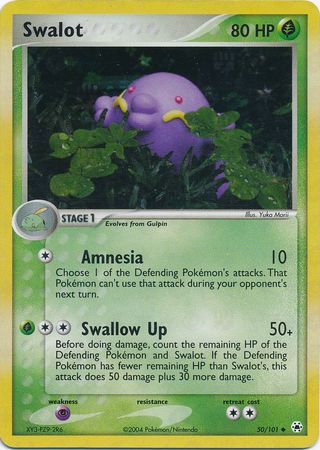 Swalot 80 HP
Illus. Yuka Morii
STAGE 1
Evolves from Gulpin
Amnesia 10
Choose 1 of the Defending Pokémon's attacks. That
Pokémon can't use that attack during your opponent's
next turn.
Swallow Up 50+
Before doing damage, count the remaining HP of the
Defending Pokémon and Swalot. If the Defending
Pokémon has fewer remaining HP than Swalot's, this
attack does 50 damage plus 30 more damage.
weakness resistance retreat cost
XY3-PZ9-2R6 ©2004 Pokémon/Nintendo 50/101